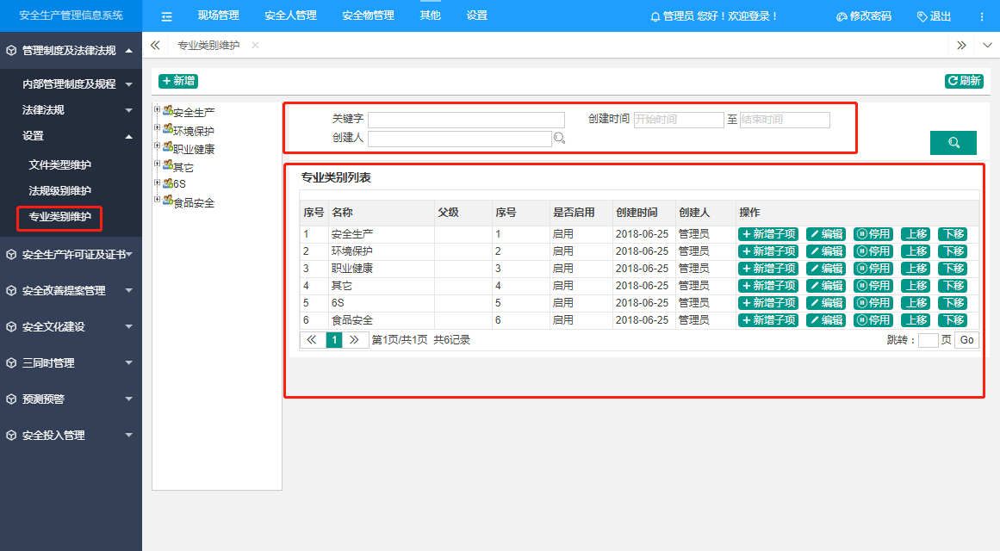 安全生产管理信息系统 现场管理 安全人管理 安全物管理 其他 设置 管理员 您好！欢迎登录！ 修改密码 退出
管理制度及法律法规
内部管理制度及规程
法律法规
设置
文件类型维护
法规级别维护
专业类别维护
安全生产许可证及证书
安全改善提案管理
安全文化建设
三同时管理
预测预警
安全投入管理
专业类别维护
新增 刷新
安全生产
环境保护
职业健康
其它
6S
食品安全
关键字 创建时间 开始时间 至 结束时间
创建人
专业类别列表
序号 名称 父级 序号 是否启用 创建时间 创建人 操作
1 安全生产 1 启用 2018-06-25 管理员 新增子项 编辑 停用 上移 下移
2 环境保护 2 启用 2018-06-25 管理员 新增子项 编辑 停用 上移 下移
3 职业健康 3 启用 2018-06-25 管理员 新增子项 编辑 停用 上移 下移
4 其它 4 启用 2018-06-25 管理员 新增子项 编辑 停用 上移 下移
5 6S 5 启用 2018-06-25 管理员 新增子项 编辑 停用 上移 下移
6 食品安全 6 启用 2018-06-25 管理员 新增子项 编辑 停用 上移 下移
1 第1页/共1页 共6记录 跳转： 页 Go